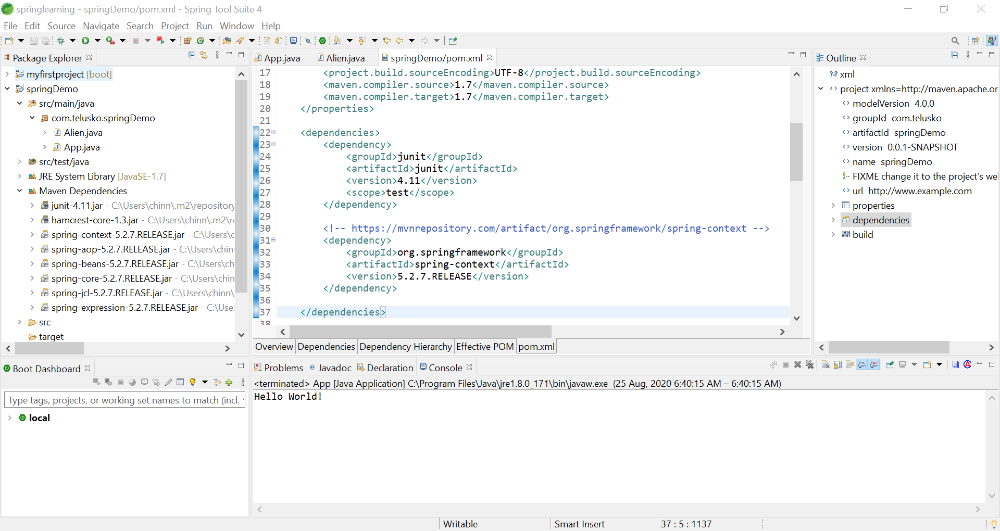 springlearning - springDemo/pom.xml - Spring Tool Suite 4
File Edit Source Navigate Search Project Run Window Help
Package Explorer
myfirstproject [boot]
springDemo
src/main/java
com.telusko.springDemo
Alien.java
App.java
src/test/java
JRE System Library [JavaSE-1.7]
Maven Dependencies
junit-4.11.jar - C:\Users\chinn\.m2\repository
hamcrest-core-1.3.jar - C:\Users\chinn\.m2\re
spring-context-5.2.7.RELEASE.jar - C:\Users\c
spring-aop-5.2.7.RELEASE.jar - C:\Users\chinn
spring-beans-5.2.7.RELEASE.jar - C:\Users\ch
spring-core-5.2.7.RELEASE.jar - C:\Users\chin
spring-jcl-5.2.7.RELEASE.jar - C:\Users\chinn\
spring-expression-5.2.7.RELEASE.jar - C:\Use
src
target
App.java Alien.java springDemo/pom.xml
17 <project.build.sourceEncoding>UTF-8</project.build.sourceEncoding>
18 <maven.compiler.source>1.7</maven.compiler.source>
19 <maven.compiler.target>1.7</maven.compiler.target>
20 </properties>
21
22 <dependencies>
23 <dependency>
24 <groupId>junit</groupId>
25 <artifactId>junit</artifactId>
26 <version>4.11</version>
27 <scope>test</scope>
28 </dependency>
29
30 <!-- https://mvnrepository.com/artifact/org.springframework/spring-context -->
31 <dependency>
32 <groupId>org.springframework</groupId>
33 <artifactId>spring-context</artifactId>
34 <version>5.2.7.RELEASE</version>
35 </dependency>
36
37 </dependencies>
38
Overview Dependencies Dependency Hierarchy Effective POM pom.xml
Outline
xml
project xmlns=http://maven.apache.or
modelVersion 4.0.0
groupId com.telusko
artifactId springDemo
version 0.0.1-SNAPSHOT
name springDemo
FIXME change it to the project's we
url http://www.example.com
properties
dependencies
build
Boot Dashboard
Type tags, projects, or working set names to match (incl.
local
Problems Javadoc Declaration Console
<terminated> App [Java Application] C:\Program Files\Java\jre1.8.0_171\bin\javaw.exe (25 Aug, 2020 6:40:15 AM – 6:40:15 AM)
Hello World!
Writable Smart Insert 37 : 5 : 1137